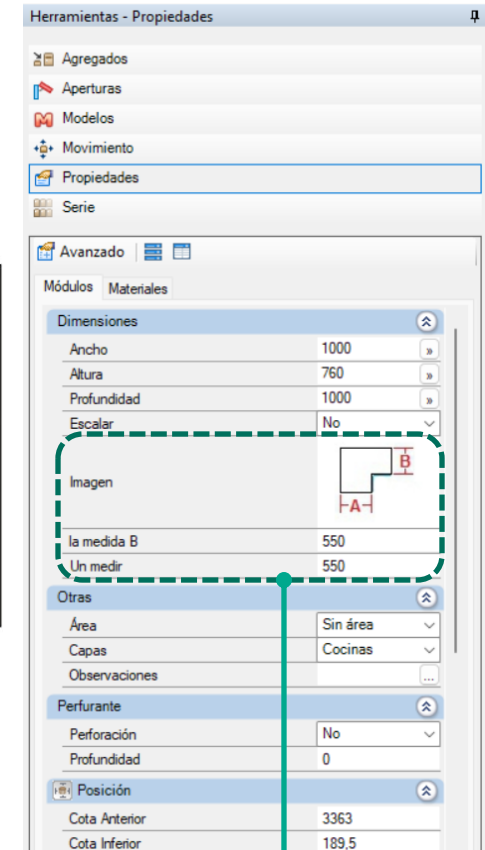 Herramientas - Propiedades
Agregados
Aperturas
Modelos
Movimiento
Propiedades
Serie
Avanzado
Módulos Materiales
Dimensiones
Ancho 1000 »
Altura 760 »
Profundidad 1000 »
Escalar No
Imagen B
A
la medida B 550
Un medir 550
Otras
Área Sin área
Capas Cocinas
Observaciones ...
Perfurante
Perforación No
Profundidad 0
Posición
Cota Anterior 3363
Cota Inferior 189,5